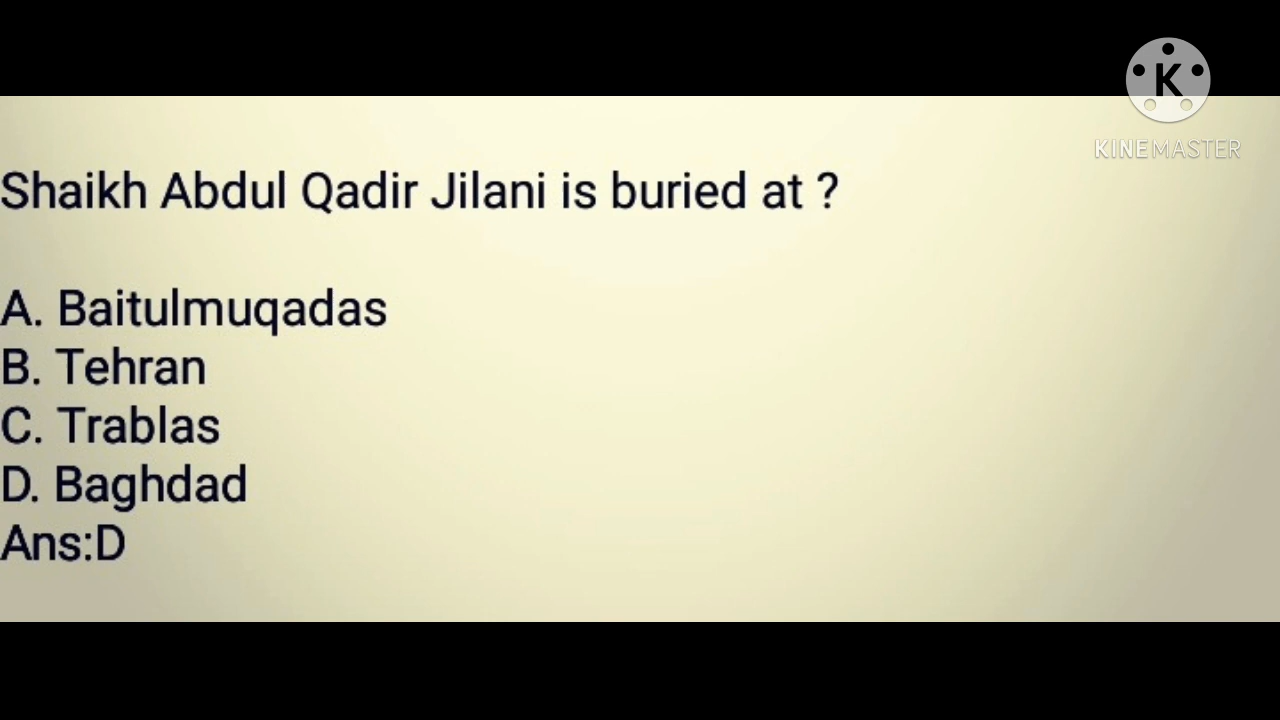 KINEMASTER
Shaikh Abdul Qadir Jilani is buried at ?
A. Baitulmuqadas
B. Tehran
C. Trablas
D. Baghdad
Ans:D